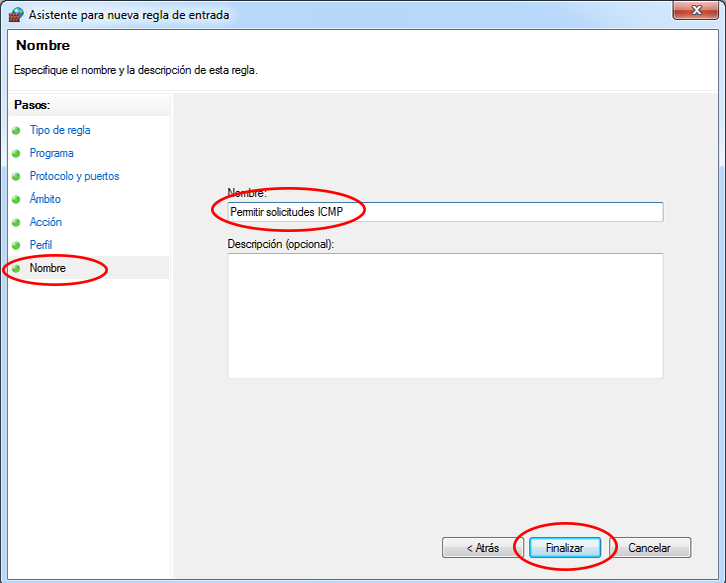 Asistente para nueva regla de entrada
Nombre
Especifique el nombre y la descripción de esta regla.
Pasos:
Tipo de regla
Programa
Protocolo y puertos
Ámbito
Acción
Perfil
Nombre
Nombre:
Permitir solicitudes ICMP
Descripción (opcional):
< Atrás
Finalizar
Cancelar